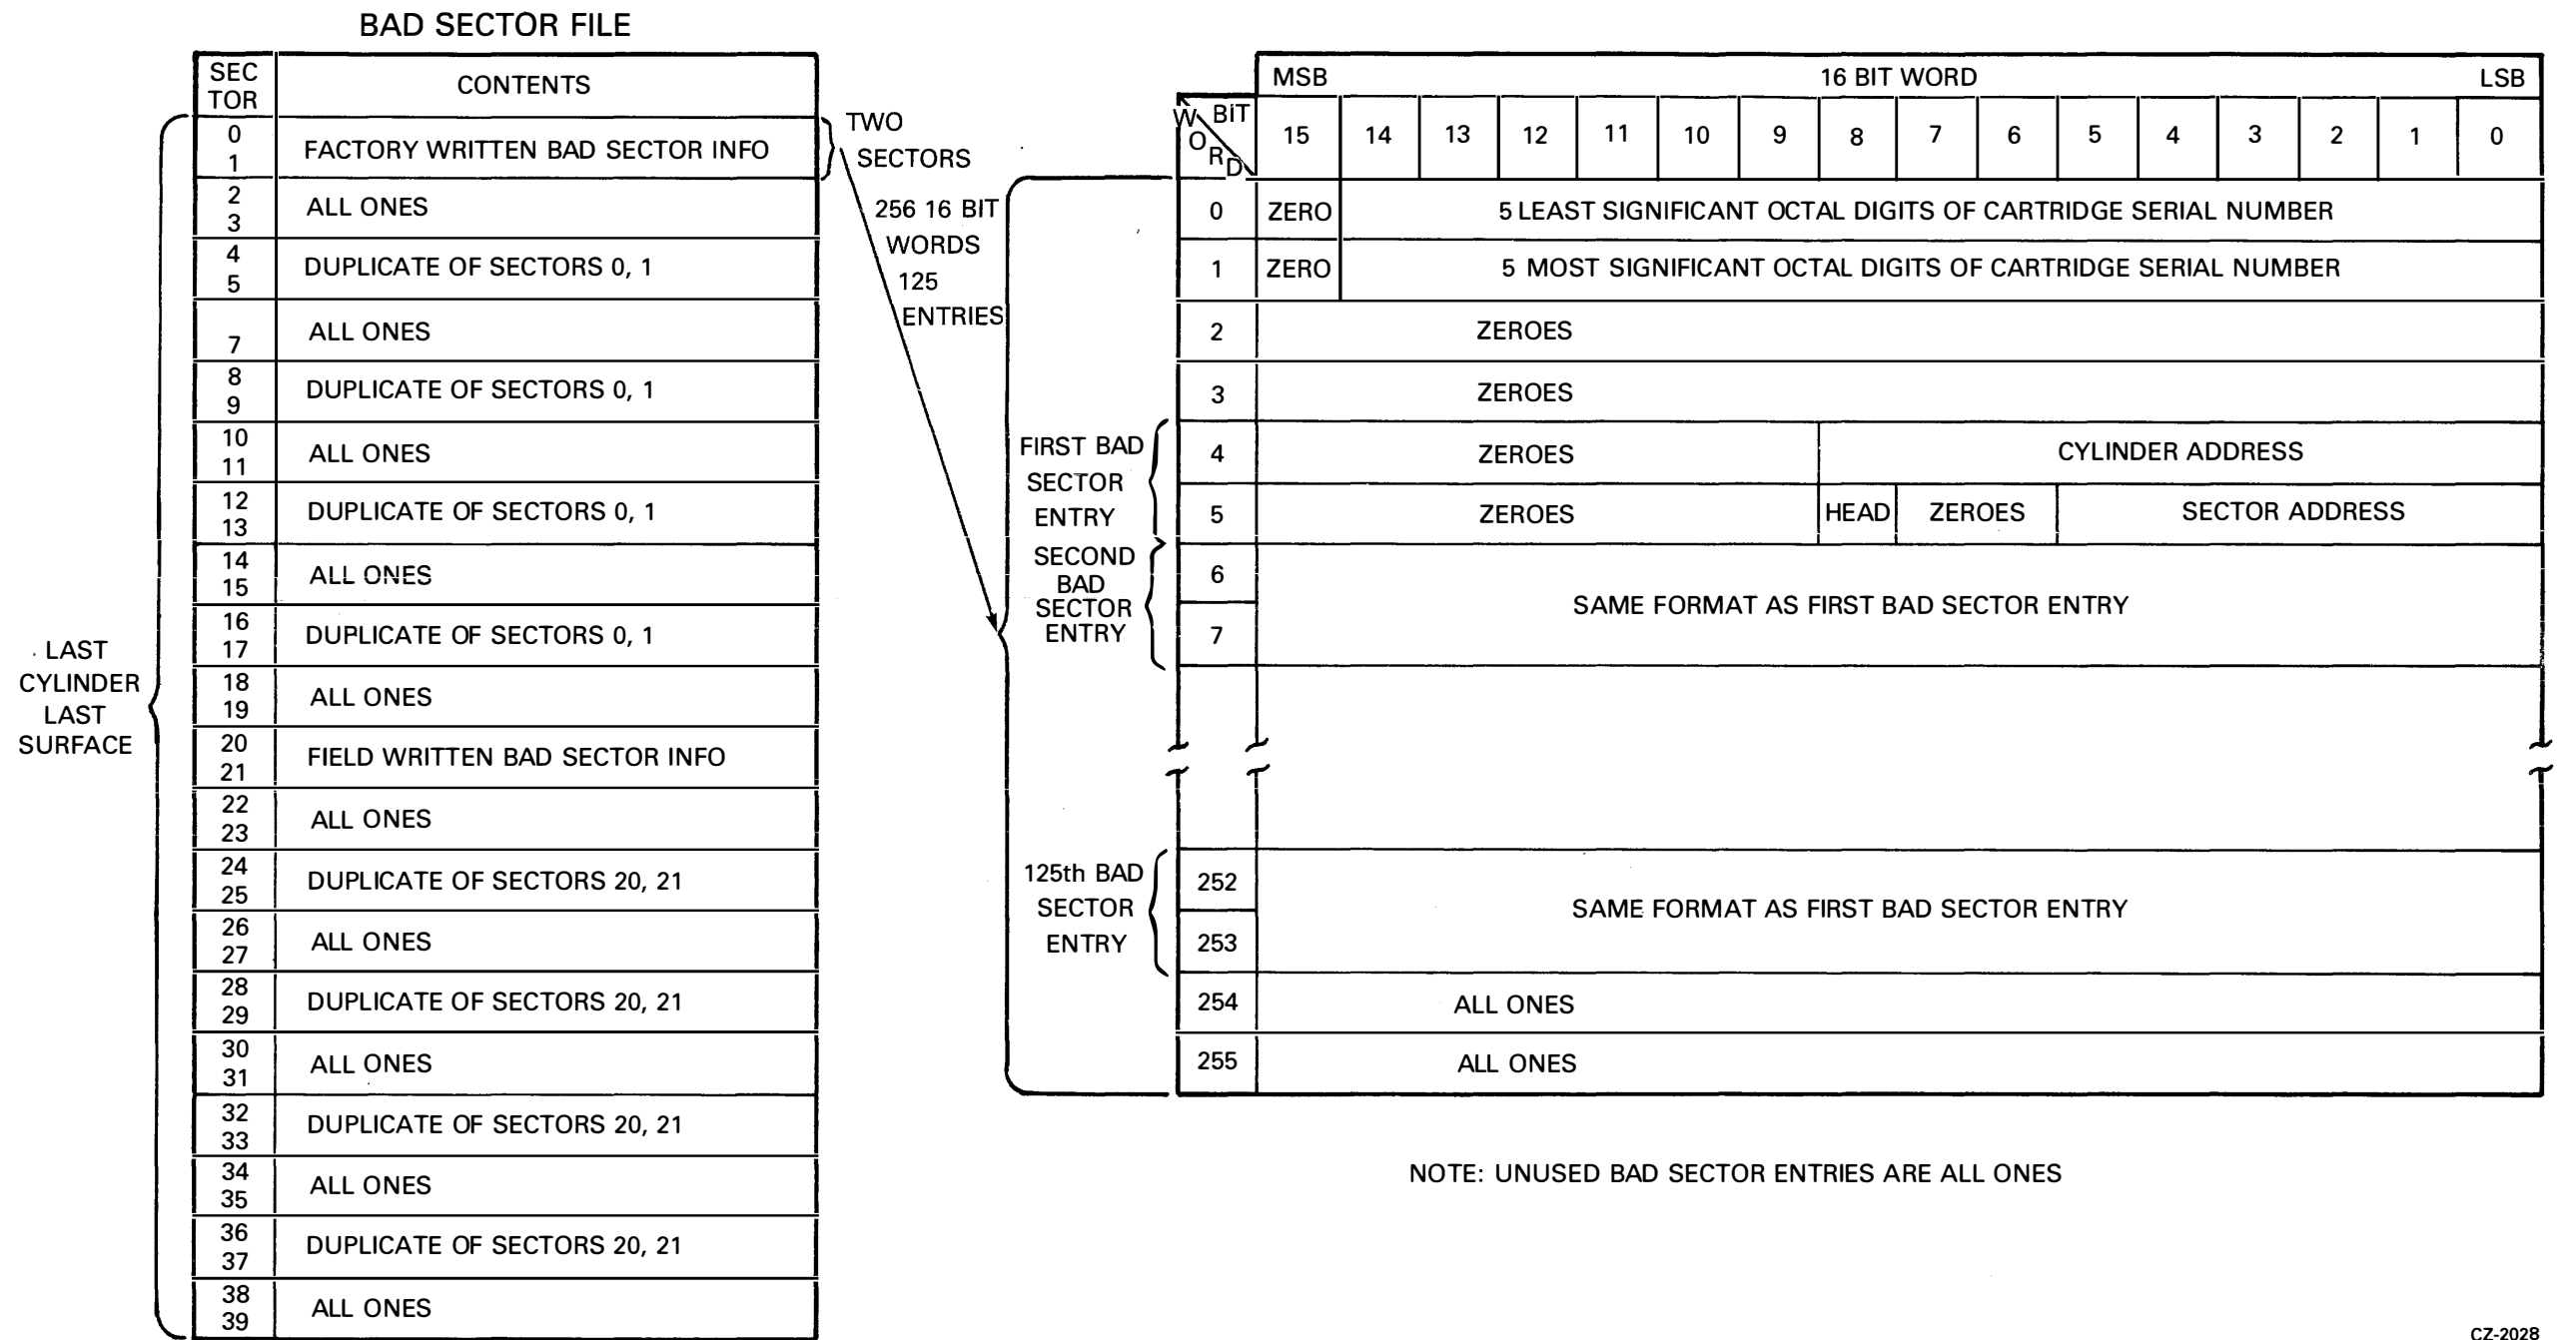 BAD SECTOR FILE
SEC
TOR
CONTENTS
0
1
FACTORY WRITTEN BAD SECTOR INFO
2
3
ALL ONES
4
5
DUPLICATE OF SECTORS 0, 1
7
ALL ONES
8
9
DUPLICATE OF SECTORS 0, 1
10
11
ALL ONES
12
13
DUPLICATE OF SECTORS 0, 1
14
15
ALL ONES
16
17
DUPLICATE OF SECTORS 0, 1
18
19
ALL ONES
20
21
FIELD WRITTEN BAD SECTOR INFO
22
23
ALL ONES
24
25
DUPLICATE OF SECTORS 20, 21
26
27
ALL ONES
28
29
DUPLICATE OF SECTORS 20, 21
30
31
ALL ONES
32
33
DUPLICATE OF SECTORS 20, 21
34
35
ALL ONES
36
37
DUPLICATE OF SECTORS 20, 21
38
39
ALL ONES
LAST
CYLINDER
LAST
SURFACE
TWO
SECTORS
256 16 BIT
WORDS
125
ENTRIES
MSB 16 BIT WORD LSB
WORD BIT 15 14 13 12 11 10 9 8 7 6 5 4 3 2 1 0
0 ZERO 5 LEAST SIGNIFICANT OCTAL DIGITS OF CARTRIDGE SERIAL NUMBER
1 ZERO 5 MOST SIGNIFICANT OCTAL DIGITS OF CARTRIDGE SERIAL NUMBER
2 ZEROES
3 ZEROES
FIRST BAD
SECTOR
ENTRY
4 ZEROES CYLINDER ADDRESS
5 ZEROES HEAD ZEROES SECTOR ADDRESS
SECOND
BAD
SECTOR
ENTRY
6
7
SAME FORMAT AS FIRST BAD SECTOR ENTRY
125th BAD
SECTOR
ENTRY
252
253
SAME FORMAT AS FIRST BAD SECTOR ENTRY
254 ALL ONES
255 ALL ONES
NOTE: UNUSED BAD SECTOR ENTRIES ARE ALL ONES
CZ-2028